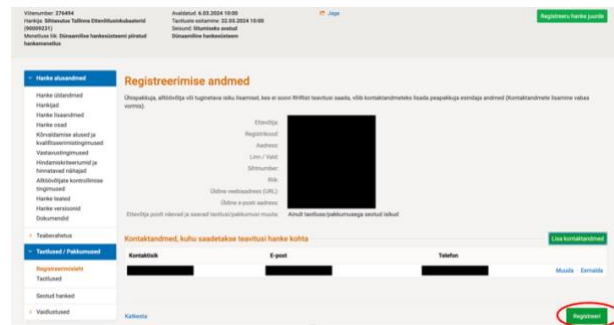 Viitenumber: 276494
Hankija: Sihtasutus Tallinna Ettevõtlusinkubaatorid
(90009231)
Menetluse liik: Dünaamilise hankesüsteemi piiratud
hankemenetlus
Avaldatud: 6.03.2024 10:00
Taotluste esitamine: 22.03.2024 10:00
Seisund: liitumiseks avatud
Dünaamiline hankesüsteem
Jaga
Registreeru hanke juurde
Hanke alusandmed
Hanke üldandmed
Hankijad
Hanke lisaandmed
Hanke osad
Kõrvaldamise alused ja
kvalifitseerimistingimused
Vastavustingimused
Hindamiskriteeriumid ja
hinnatavad näitajad
Alltöövõtjate kontrollimise
tingimused
Hanke teated
Hanke versioonid
Dokumendid
Teabevahetus
Taotlused / Pakkumused
Registreerimisleht
Taotlused
Seotud hanked
Vaidlustused
Registreerimise andmed
Ühispakkuja, alltöövõtja või tuginetava isiku lisamisel, kes ei soovi RHRist teavitusi saada, võib kontaktandmeteks lisada peapakkuja esindaja andmed (Kontaktandmete lisamine vabas
vormis).
Ettevõtja
Registrikood
Aadress
Linn / Vald
Sihtnumber
Riik
Üldine veebiaadress (URL)
Üldine e-posti aadress
Ettevõtja poolt näevad ja saavad taotlusi/pakkumusi muuta Ainult taotluse/pakkumusega seotud isikud
Kontaktandmed, kuhu saadetakse teavitusi hanke kohta
Lisa kontaktandmed
Kontaktisik E-post Telefon
Muuda Eemalda
Katkesta
Registreeri